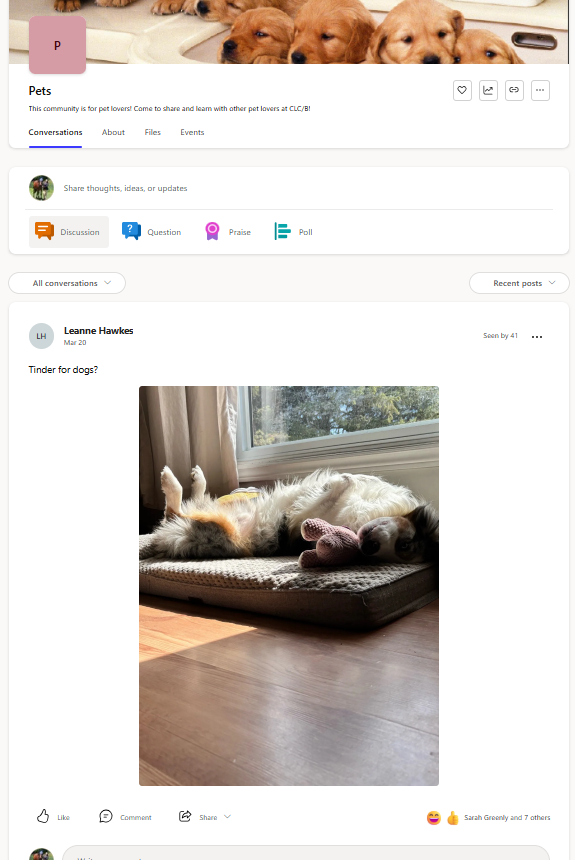 P
Pets
This community is for pet lovers! Come to share and learn with other pet lovers at CLC/B!
Conversations About Files Events
Share thoughts, ideas, or updates
Discussion Question Praise Poll
All conversations Recent posts
LH Leanne Hawkes Seen by 41
Mar 20
Tinder for dogs?
Like Comment Share Sarah Greenly and 7 others